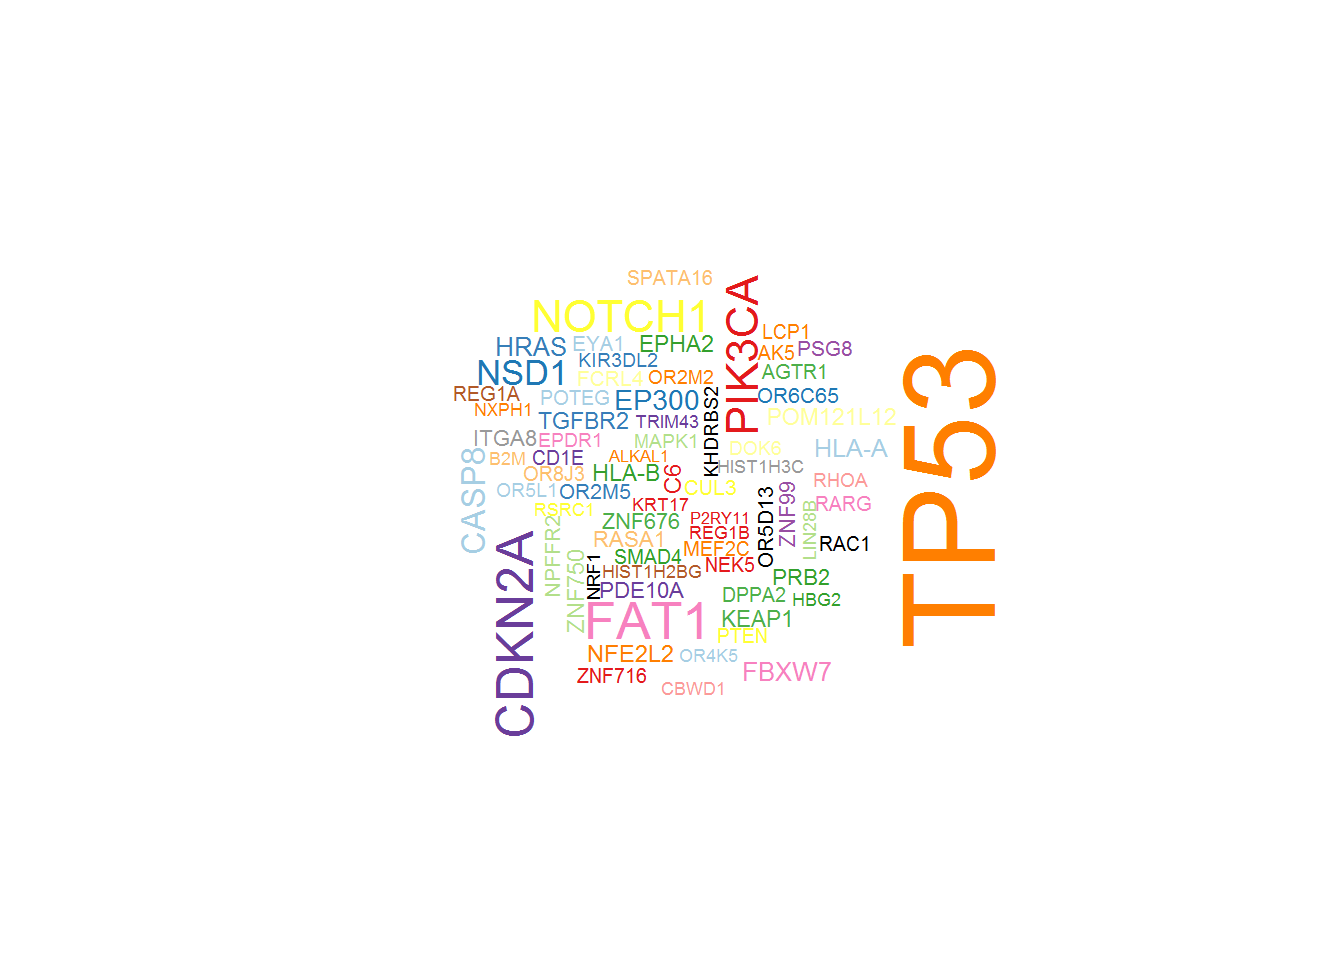 SPATA16
NOTCH1
PIK3CA
LCP1
HRAS
EYA1
EPHA2
AK5
PSG8
KIR3DL2
NSD1
FCRL4
OR2M2
AGTR1
REG1A
POTEG
EP300
KHDRBS2
OR6C65
NXPH1
TGFBR2
TRIM43
POM121L12
ITGA8
EPDR1
MAPK1
DOK6
HLA-A
B2M
CD1E
ALKAL1
HIST1H3C
CASP8
OR8J3
HLA-B
C6
RHOA
OR5L1
OR2M5
CUL3
TP53
RSRC1
KRT17
OR5D13
ZNF99
RARG
ZNF676
P2RY11
LIN28B
REG1B
NPFFR2
RASA1
MEF2C
RAC1
CDKN2A
ZNF750
NRF1
SMAD4
NEK5
HIST1H2BG
PRB2
PDE10A
DPPA2
HBG2
FAT1
KEAP1
PTEN
NFE2L2
OR4K5
ZNF716
FBXW7
CBWD1